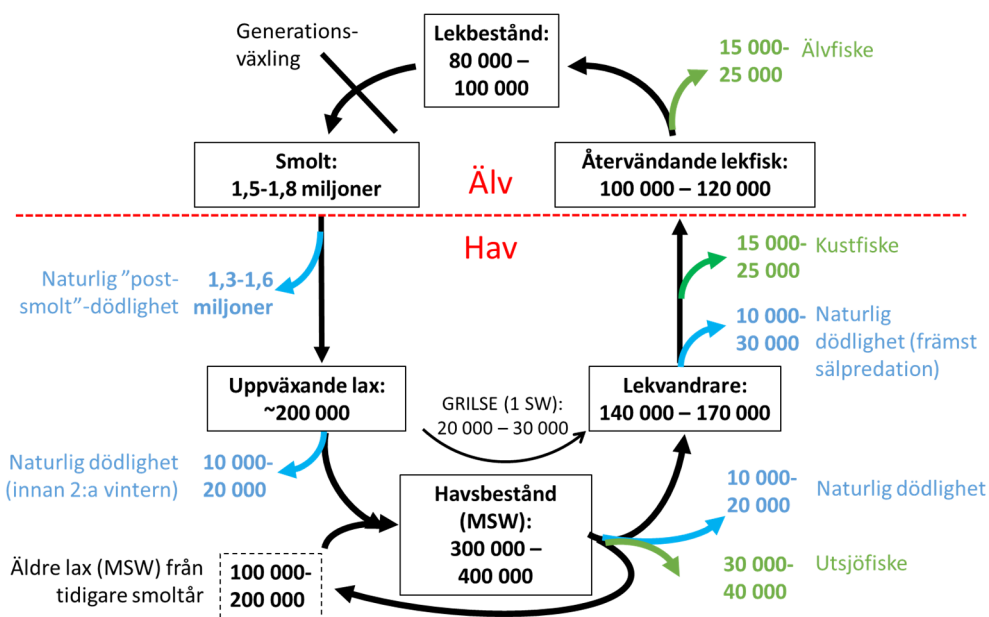 Generations-
växling
Lekbestånd:
80 000 –
100 000
15 000-
25 000
Älvfiske
Smolt:
1,5-1,8 miljoner
Älv
Återvändande lekfisk:
100 000 – 120 000
Hav
Naturlig ”post-
smolt”-dödlighet
1,3-1,6
miljoner
15 000-
25 000
Kustfiske
10 000-
30 000
Naturlig
dödlighet (främst
sälpredation)
Uppväxande lax:
~200 000
GRILSE (1 SW):
20 000 – 30 000
Lekvandrare:
140 000 – 170 000
Naturlig dödlighet
(innan 2:a vintern)
10 000-
20 000
Havsbestånd
(MSW):
300 000 –
400 000
10 000-
20 000
Naturlig dödlighet
Äldre lax (MSW) från
tidigare smoltår
100 000-
200 000
30 000-
40 000
Utsjöfiske